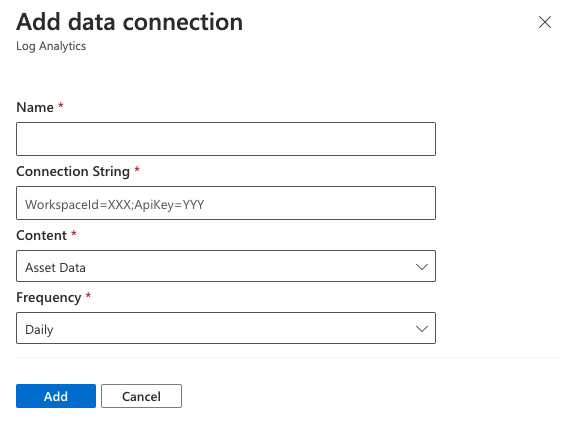 Add data connection
Log Analytics
Name *
Connection String *
WorkspaceId=XXX;ApiKey=YYY
Content *
Asset Data
Frequency *
Daily
Add Cancel